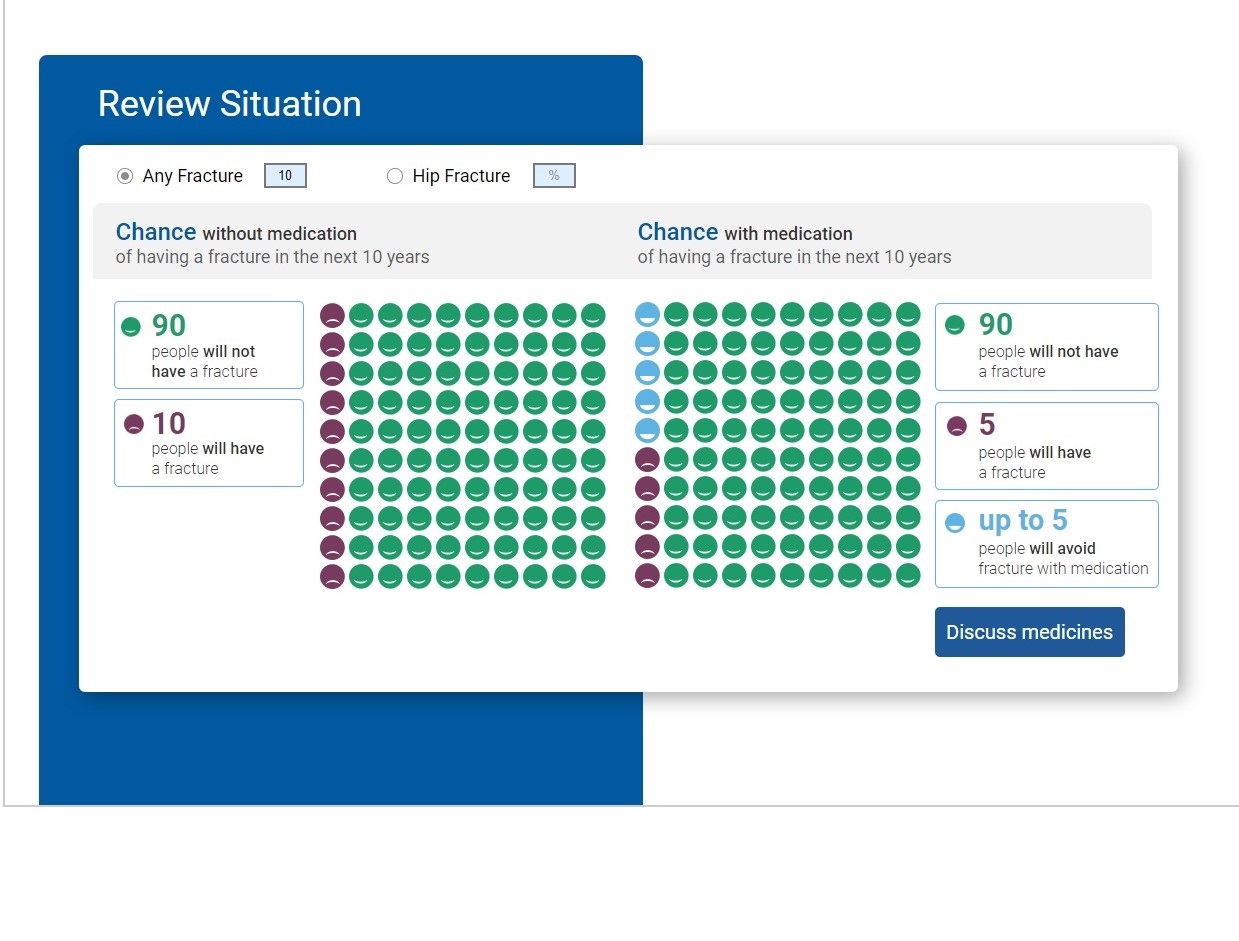 Review Situation
Any Fracture 10 Hip Fracture %
Chance without medication
of having a fracture in the next 10 years
Chance with medication
of having a fracture in the next 10 years
90
people will not
have a fracture
10
people will have
a fracture
90
people will not have
a fracture
5
people will have
a fracture
up to 5
people will avoid
fracture with medication
Discuss medicines